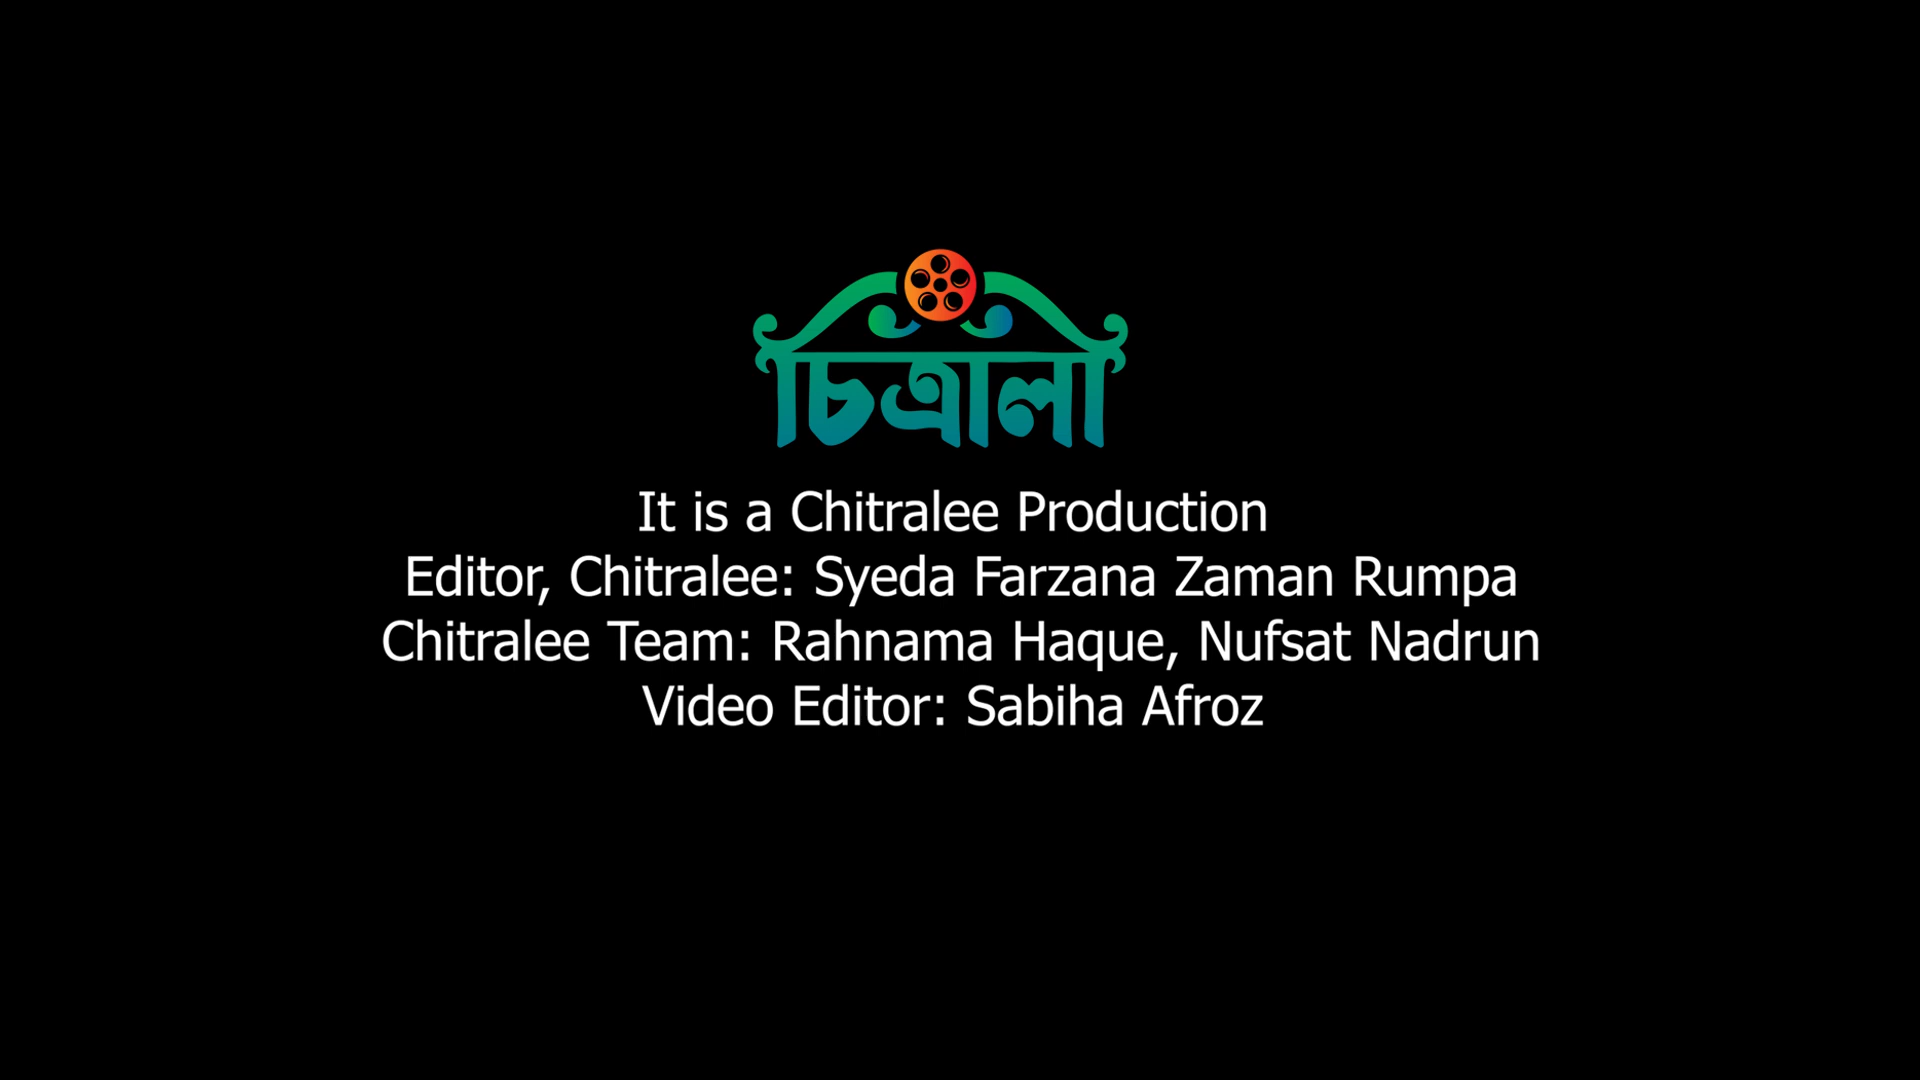 চিত্রালী
It is a Chitralee Production
Editor, Chitralee: Syeda Farzana Zaman Rumpa
Chitralee Team: Rahnama Haque, Nufsat Nadrun
Video Editor: Sabiha Afroz